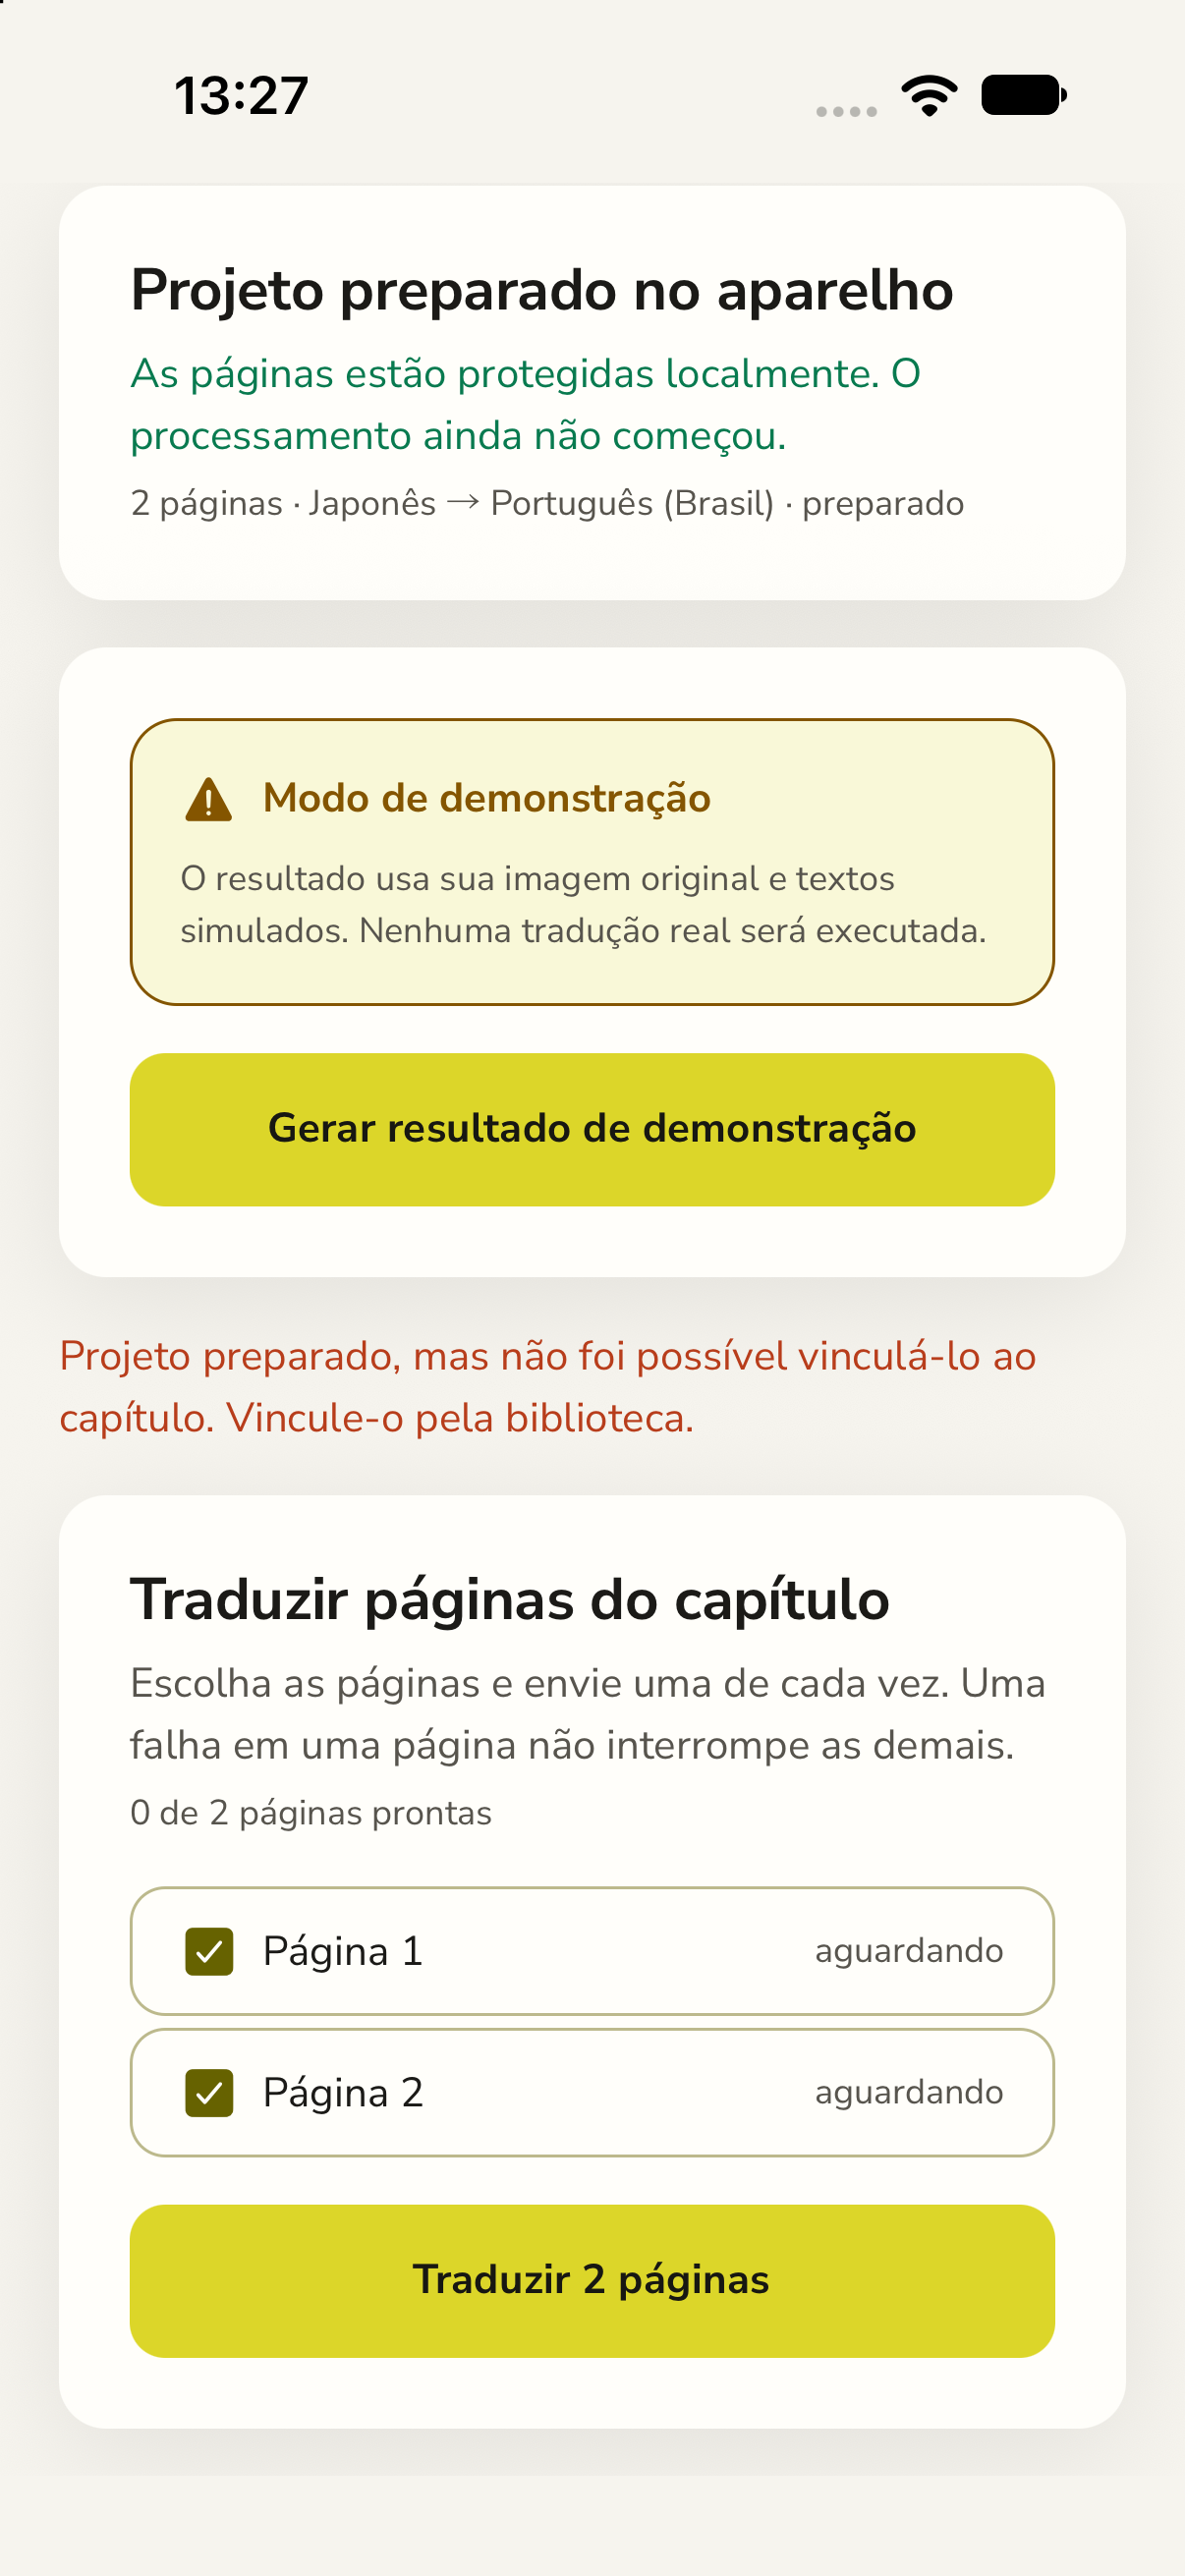 13:27
Projeto preparado no aparelho
As páginas estão protegidas localmente. O
processamento ainda não começou.
2 páginas · Japonês → Português (Brasil) · preparado
Modo de demonstração
O resultado usa sua imagem original e textos
simulados. Nenhuma tradução real será executada.
Gerar resultado de demonstração
Projeto preparado, mas não foi possível vinculá-lo ao
capítulo. Vincule-o pela biblioteca.
Traduzir páginas do capítulo
Escolha as páginas e envie uma de cada vez. Uma
falha em uma página não interrompe as demais.
0 de 2 páginas prontas
Página 1 aguardando
Página 2 aguardando
Traduzir 2 páginas